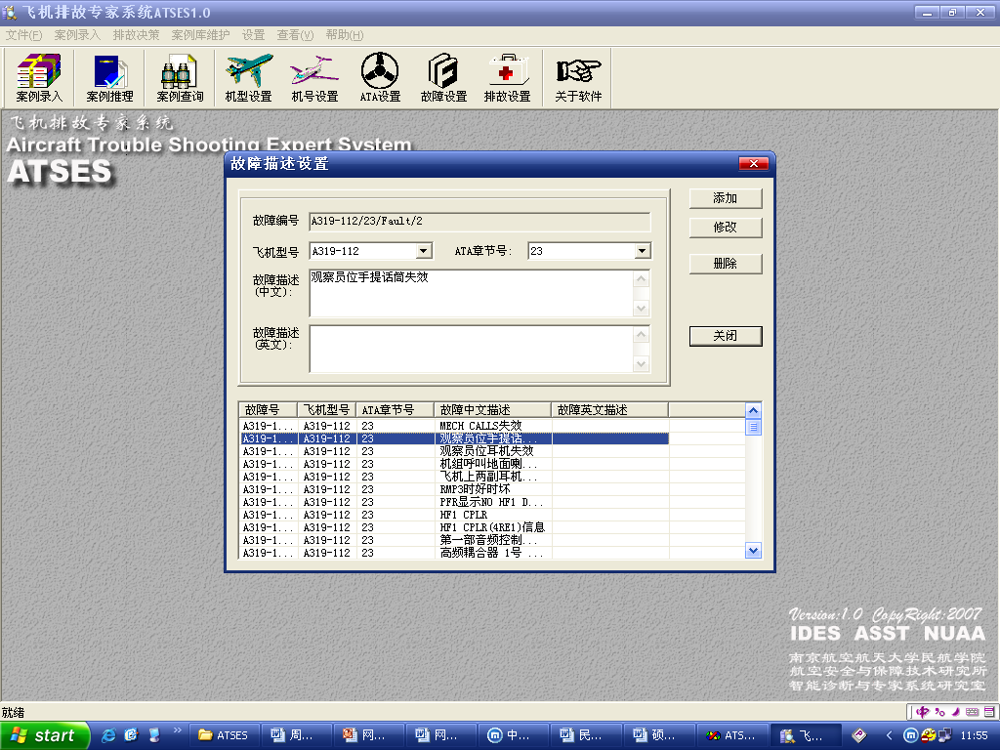 飞机排故专家系统ATSES1.0
文件(F) 案例录入 排故决策 案例库维护 设置 查看(V) 帮助(H)
案例录入 案例推理 案例查询 机型设置 机号设置 ATA设置 故障设置 排故设置 关于软件
飞机排故专家系统
Aircraft Trouble Shooting Expert System
ATSES
故障描述设置
故障编号 A319-112/23/Fault/2
飞机型号 A319-112 ATA章节号: 23
故障描述
(中文):
观察员位手提话筒失效
故障描述
(英文):
添加
修改
删除
关闭
故障号 飞机型号 ATA章节号 故障中文描述 故障英文描述
A319-1... A319-112 23 MECH CALLS失效
A319-1... A319-112 23 观察员位手提话...
A319-1... A319-112 23 观察员位耳机失效
A319-1... A319-112 23 机组呼叫地面喇...
A319-1... A319-112 23 飞机上两副耳机...
A319-1... A319-112 23 RMP3时好时坏
A319-1... A319-112 23 PFR显示NO HF1 D...
A319-1... A319-112 23 HF1 CPLR
A319-1... A319-112 23 HF1 CPLR(4RE1)信息
A319-1... A319-112 23 第一部音频控制...
A319-1... A319-112 23 高频耦合器 1号 ...
Version:1.0 CopyRight:2007
IDES ASST NUAA
南京航空航天大学民航学院
航空安全与保障技术研究所
智能诊断与专家系统研究室
就绪
中
start » ATSES 周... 网... 网... 中... 民... 硕... ATS... 飞... 11:55